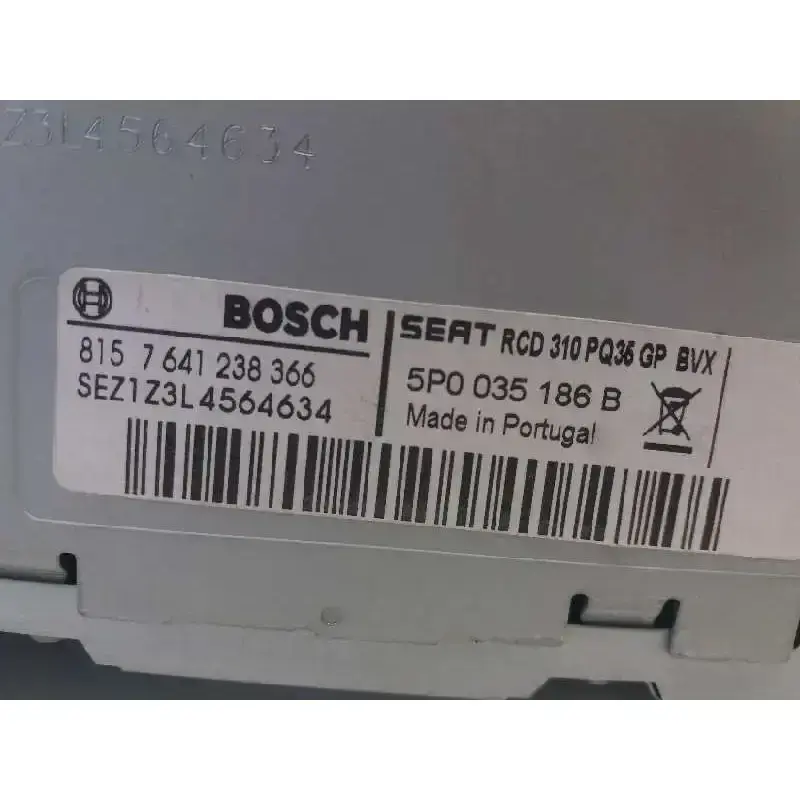 Z3L4564634
BOSCH
815 7 641 238 366
SEZ1Z3L4564634
SEAT RCD 310 PQ35 GP BVX
5P0 035 186 B
Made in Portugal